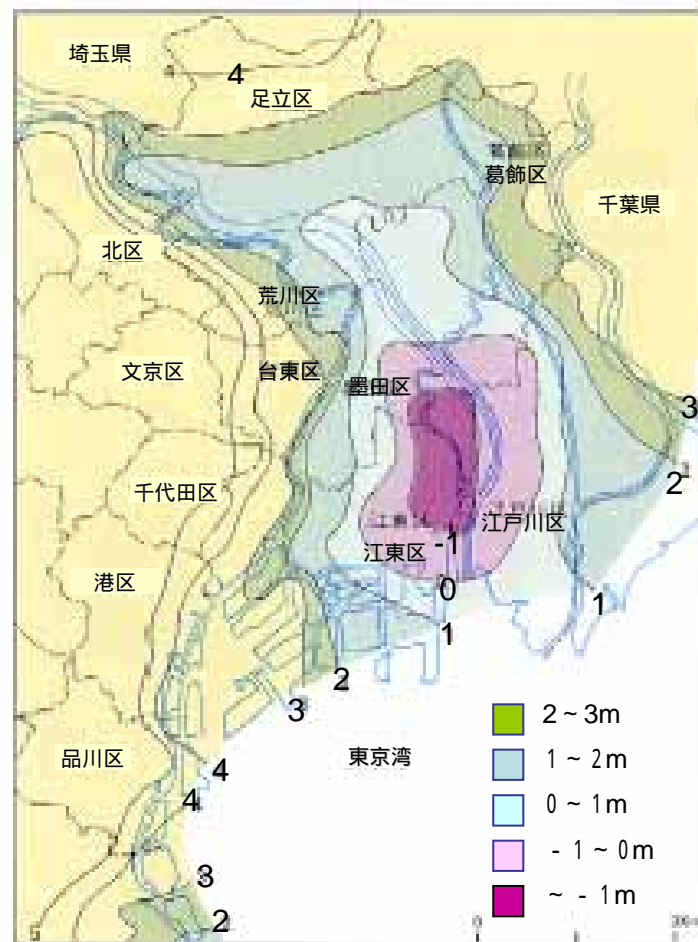 埼玉県
4
足立区
葛飾区
千葉県
北区
荒川区
文京区
台東区
墨田区
3
2
千代田区
江戸川区
-1
江東区
0
港区
1
1
2
3
2~3m
品川区
東京湾
1~2m
4
4
0~1m
-1~0m
3
~-1m
2